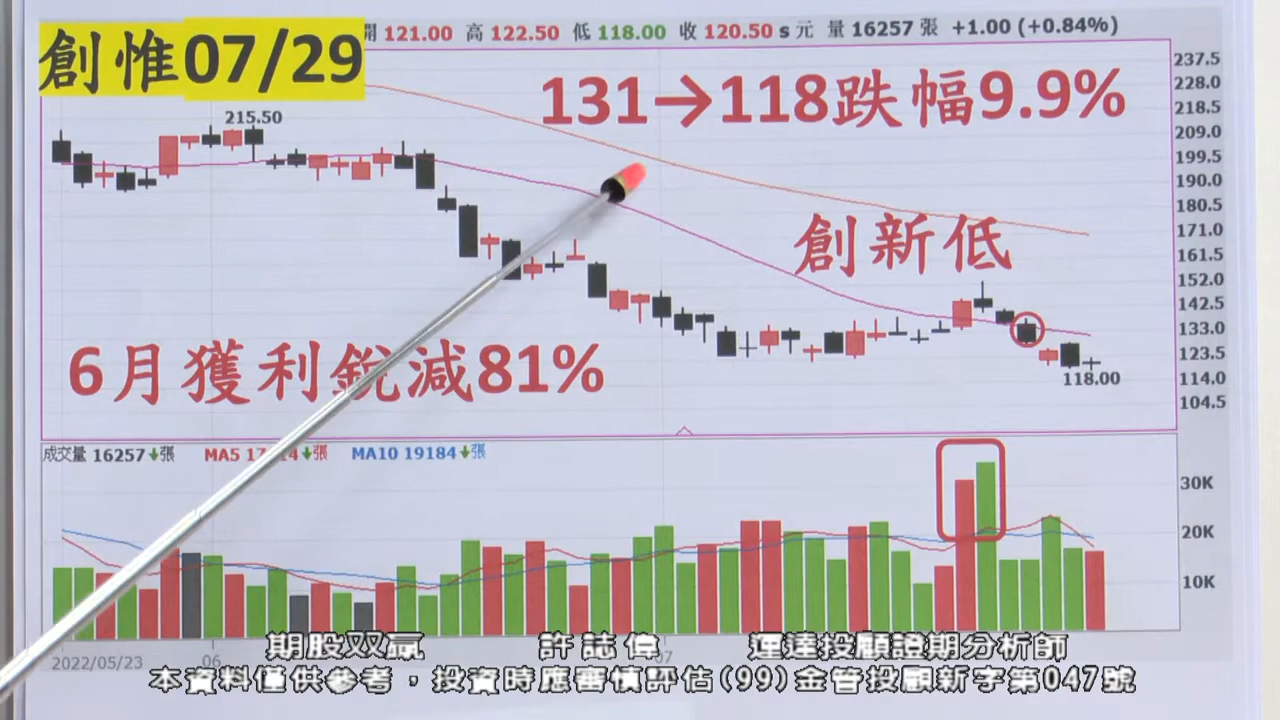 創惟07/29
開 121.00 高 122.50 低 118.00 收 120.50 s 元 量 16257 張 +1.00 (+0.84%)
131→118跌幅9.9%
215.50
創新低
6月獲利銳減81%
118.00
237.5
228.0
218.5
209.0
199.5
190.0
180.5
171.0
161.5
152.0
142.5
133.0
123.5
114.0
104.5
成交量 16257↓張 MA5 ↓張 MA10 19184↓張
30K
20K
10K
2022/05/23 06 07
期股双贏 許誌偉 運達投顧證期分析師
本資料僅供參考，投資時應審慎評估(99)金管投顧新字第047號